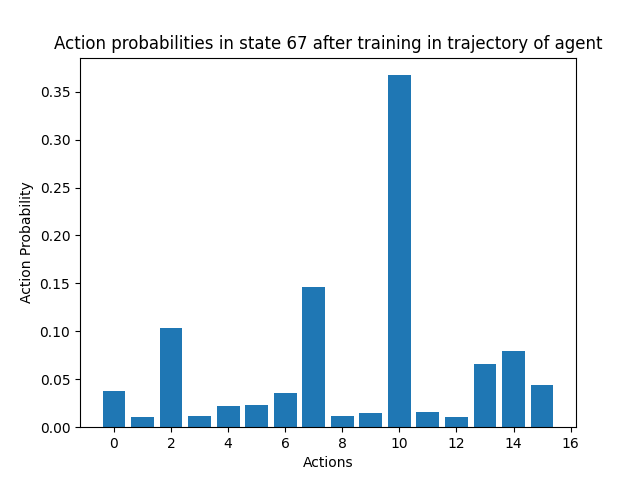 Action probabilities in state 67 after training in trajectory of agent
0.35
0.30
0.25
0.20
0.15
0.10
0.05
0.00
Action Probability
0 2 4 6 8 10 12 14 16
Actions